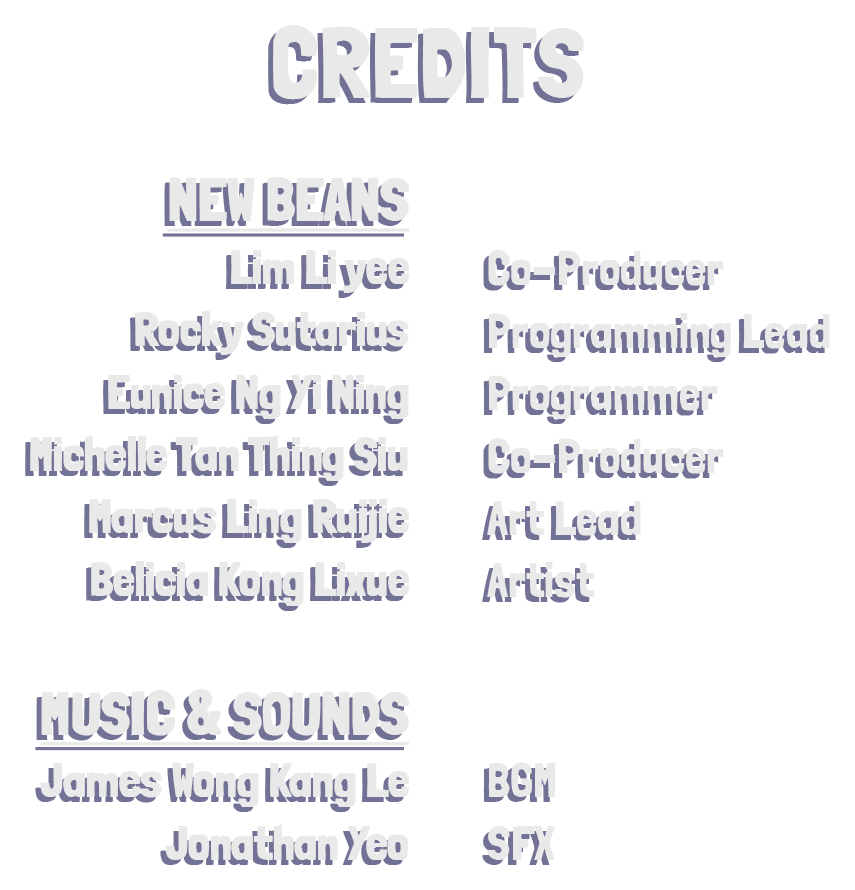 CREDITS
NEW BEANS
Lim Li yee Co-Producer
Rocky Sutarius Programming Lead
Eunice Ng Yi Ning Programmer
Michelle Tan Thing Siu Co-Producer
Marcus Ling Ruijie Art Lead
Belicia Kong Lixue Artist
MUSIC & SOUNDS
James Wong Kang Le BGM
Jonathan Yeo SFX